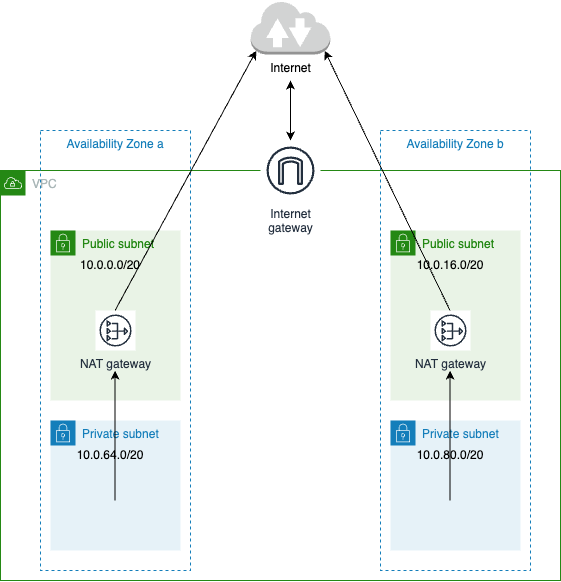 Internet
Availability Zone a
Availability Zone b
VPC
Internet
gateway
Public subnet
10.0.0.0/20
Public subnet
10.0.16.0/20
NAT gateway
NAT gateway
Private subnet
10.0.64.0/20
Private subnet
10.0.80.0/20